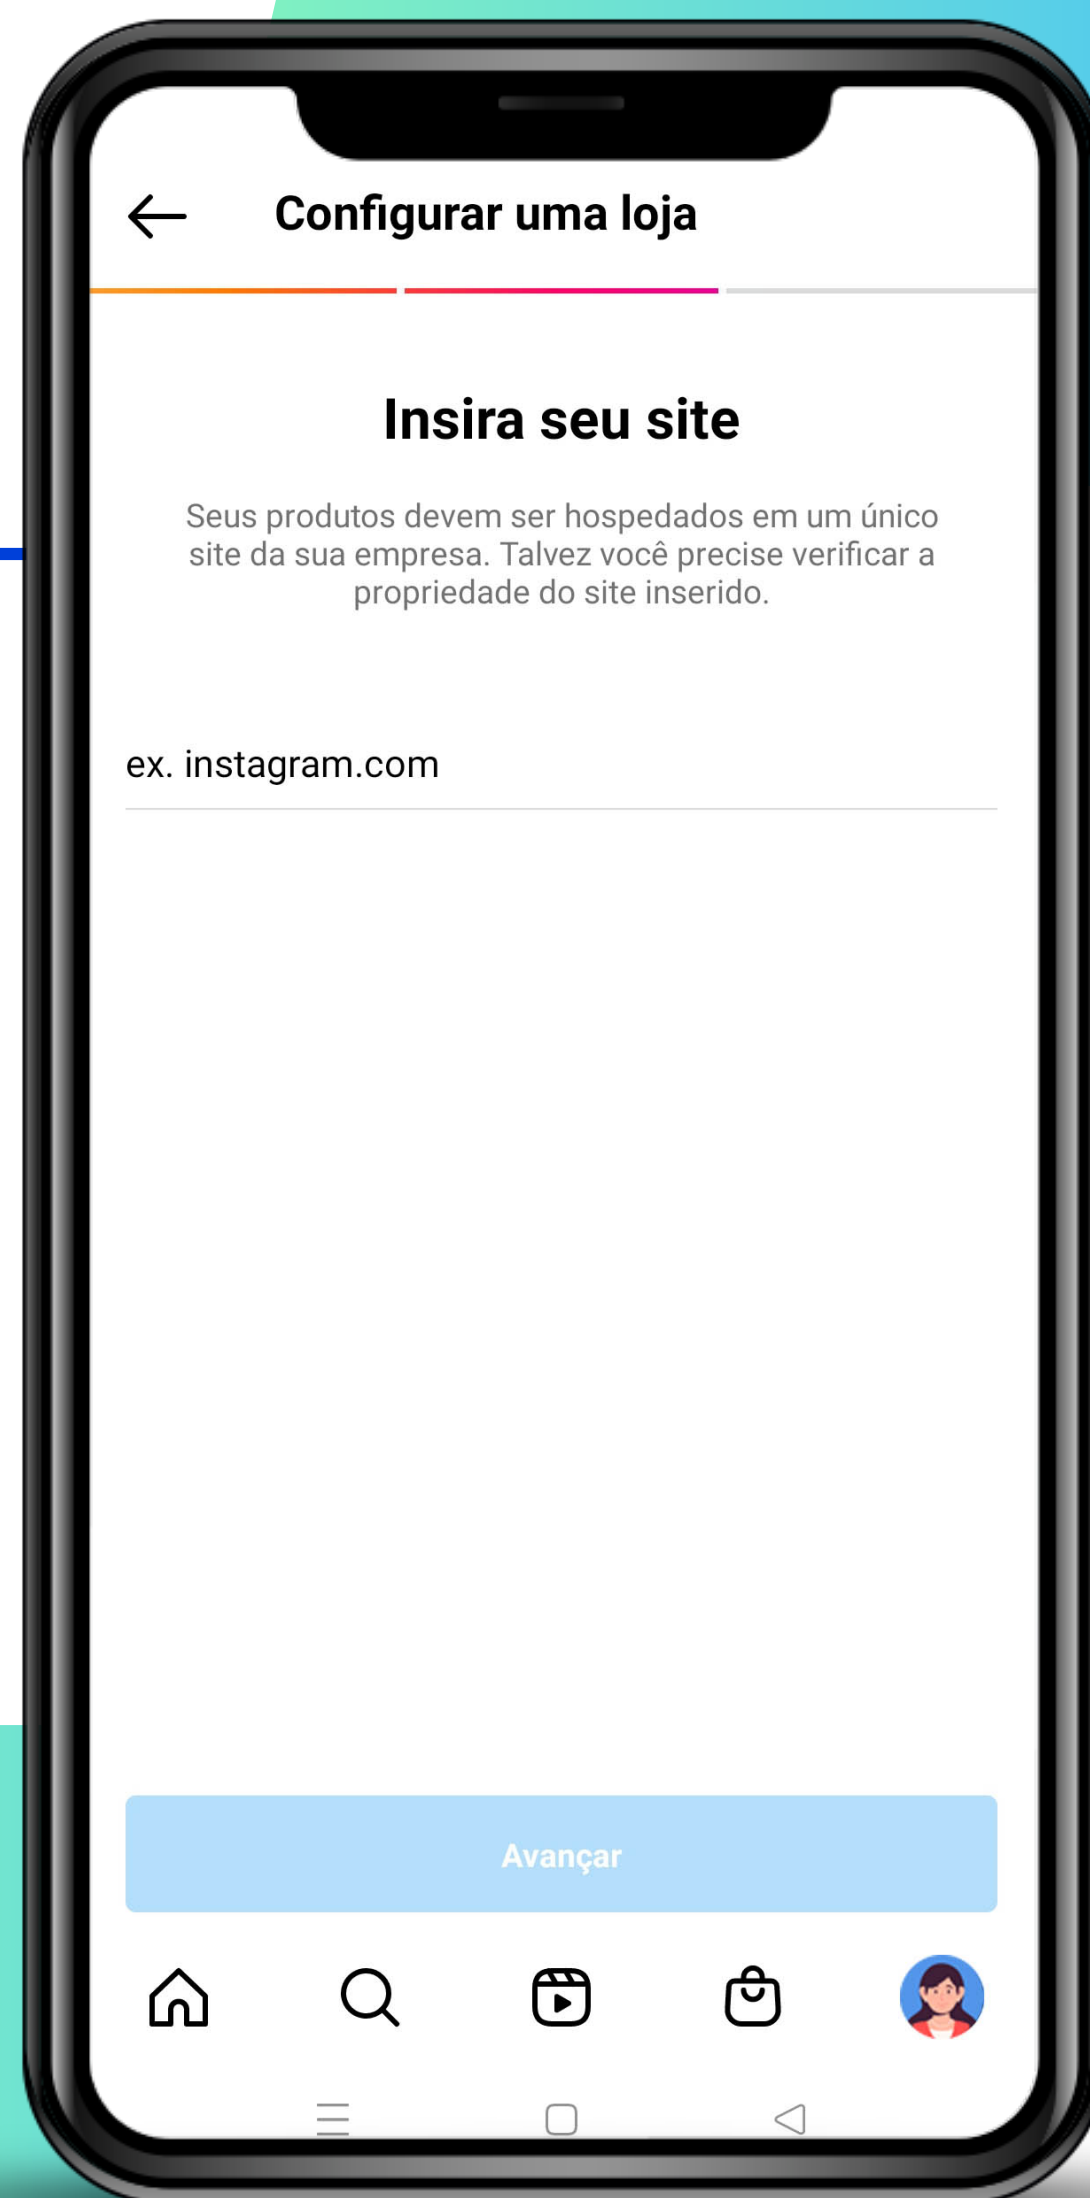 Configurar uma loja
Insira seu site
Seus produtos devem ser hospedados em um único
site da sua empresa. Talvez você precise verificar a
propriedade do site inserido.
ex. instagram.com
Avançar